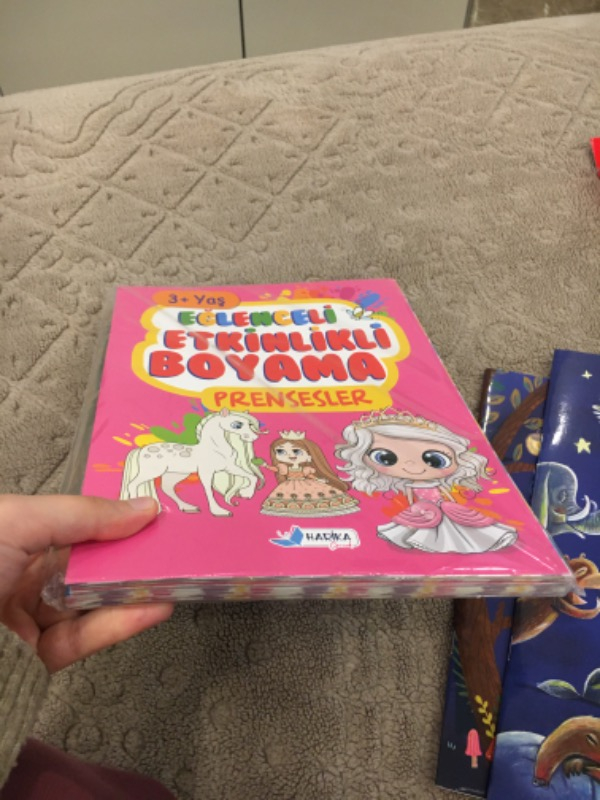 3+ Yaş
EĞLENCELİ
ETKİNLİKLİ
BOYAMA
PRENSESLER
HARİKA